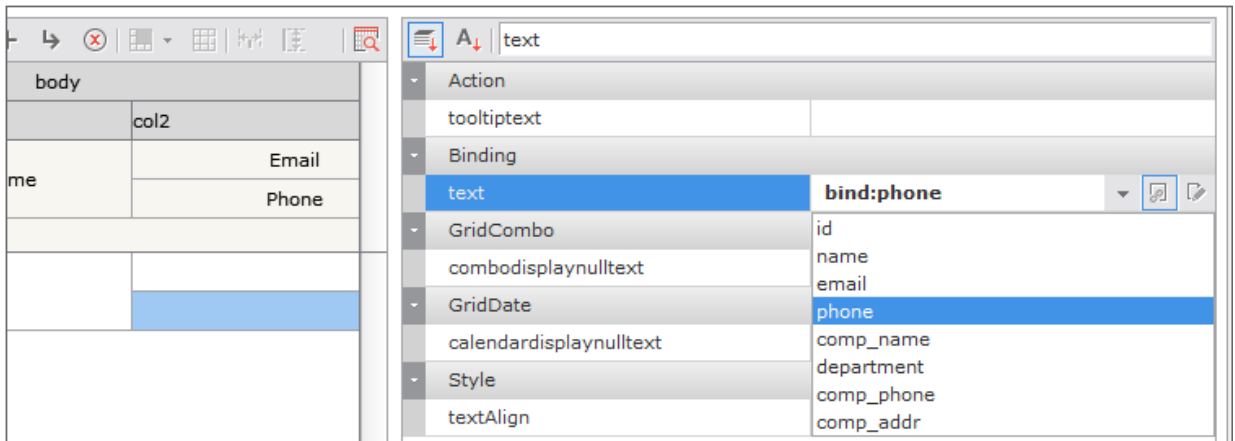 text
body
Action
col2
tooltiptext
Email
Binding
me
text
bind:phone
Phone
GridCombo
id
name
combodisplaynulltext
email
GridDate
phone
calendardisplaynulltext
comp_name
department
Style
comp_phone
textAlign
comp_addr